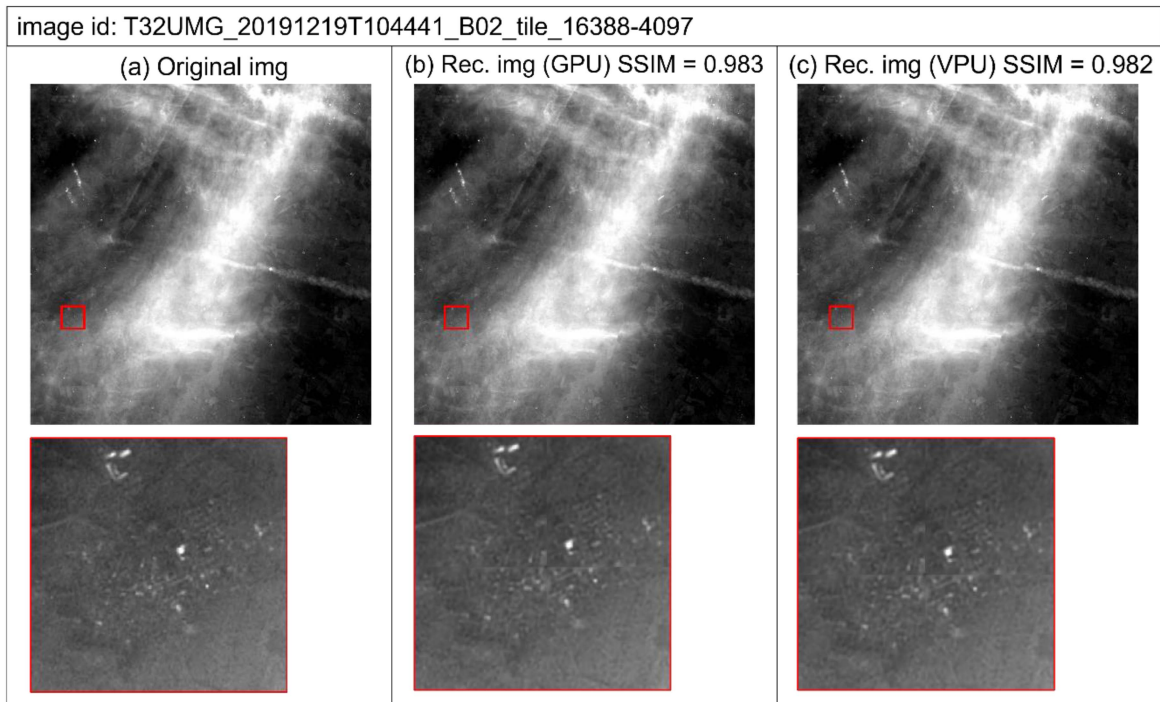 image id: T32UMG_20191219T104441_B02_tile_16388-4097
(a) Original img
(b) Rec. img (GPU) SSIM = 0.983
(c) Rec. img (VPU) SSIM = 0.982